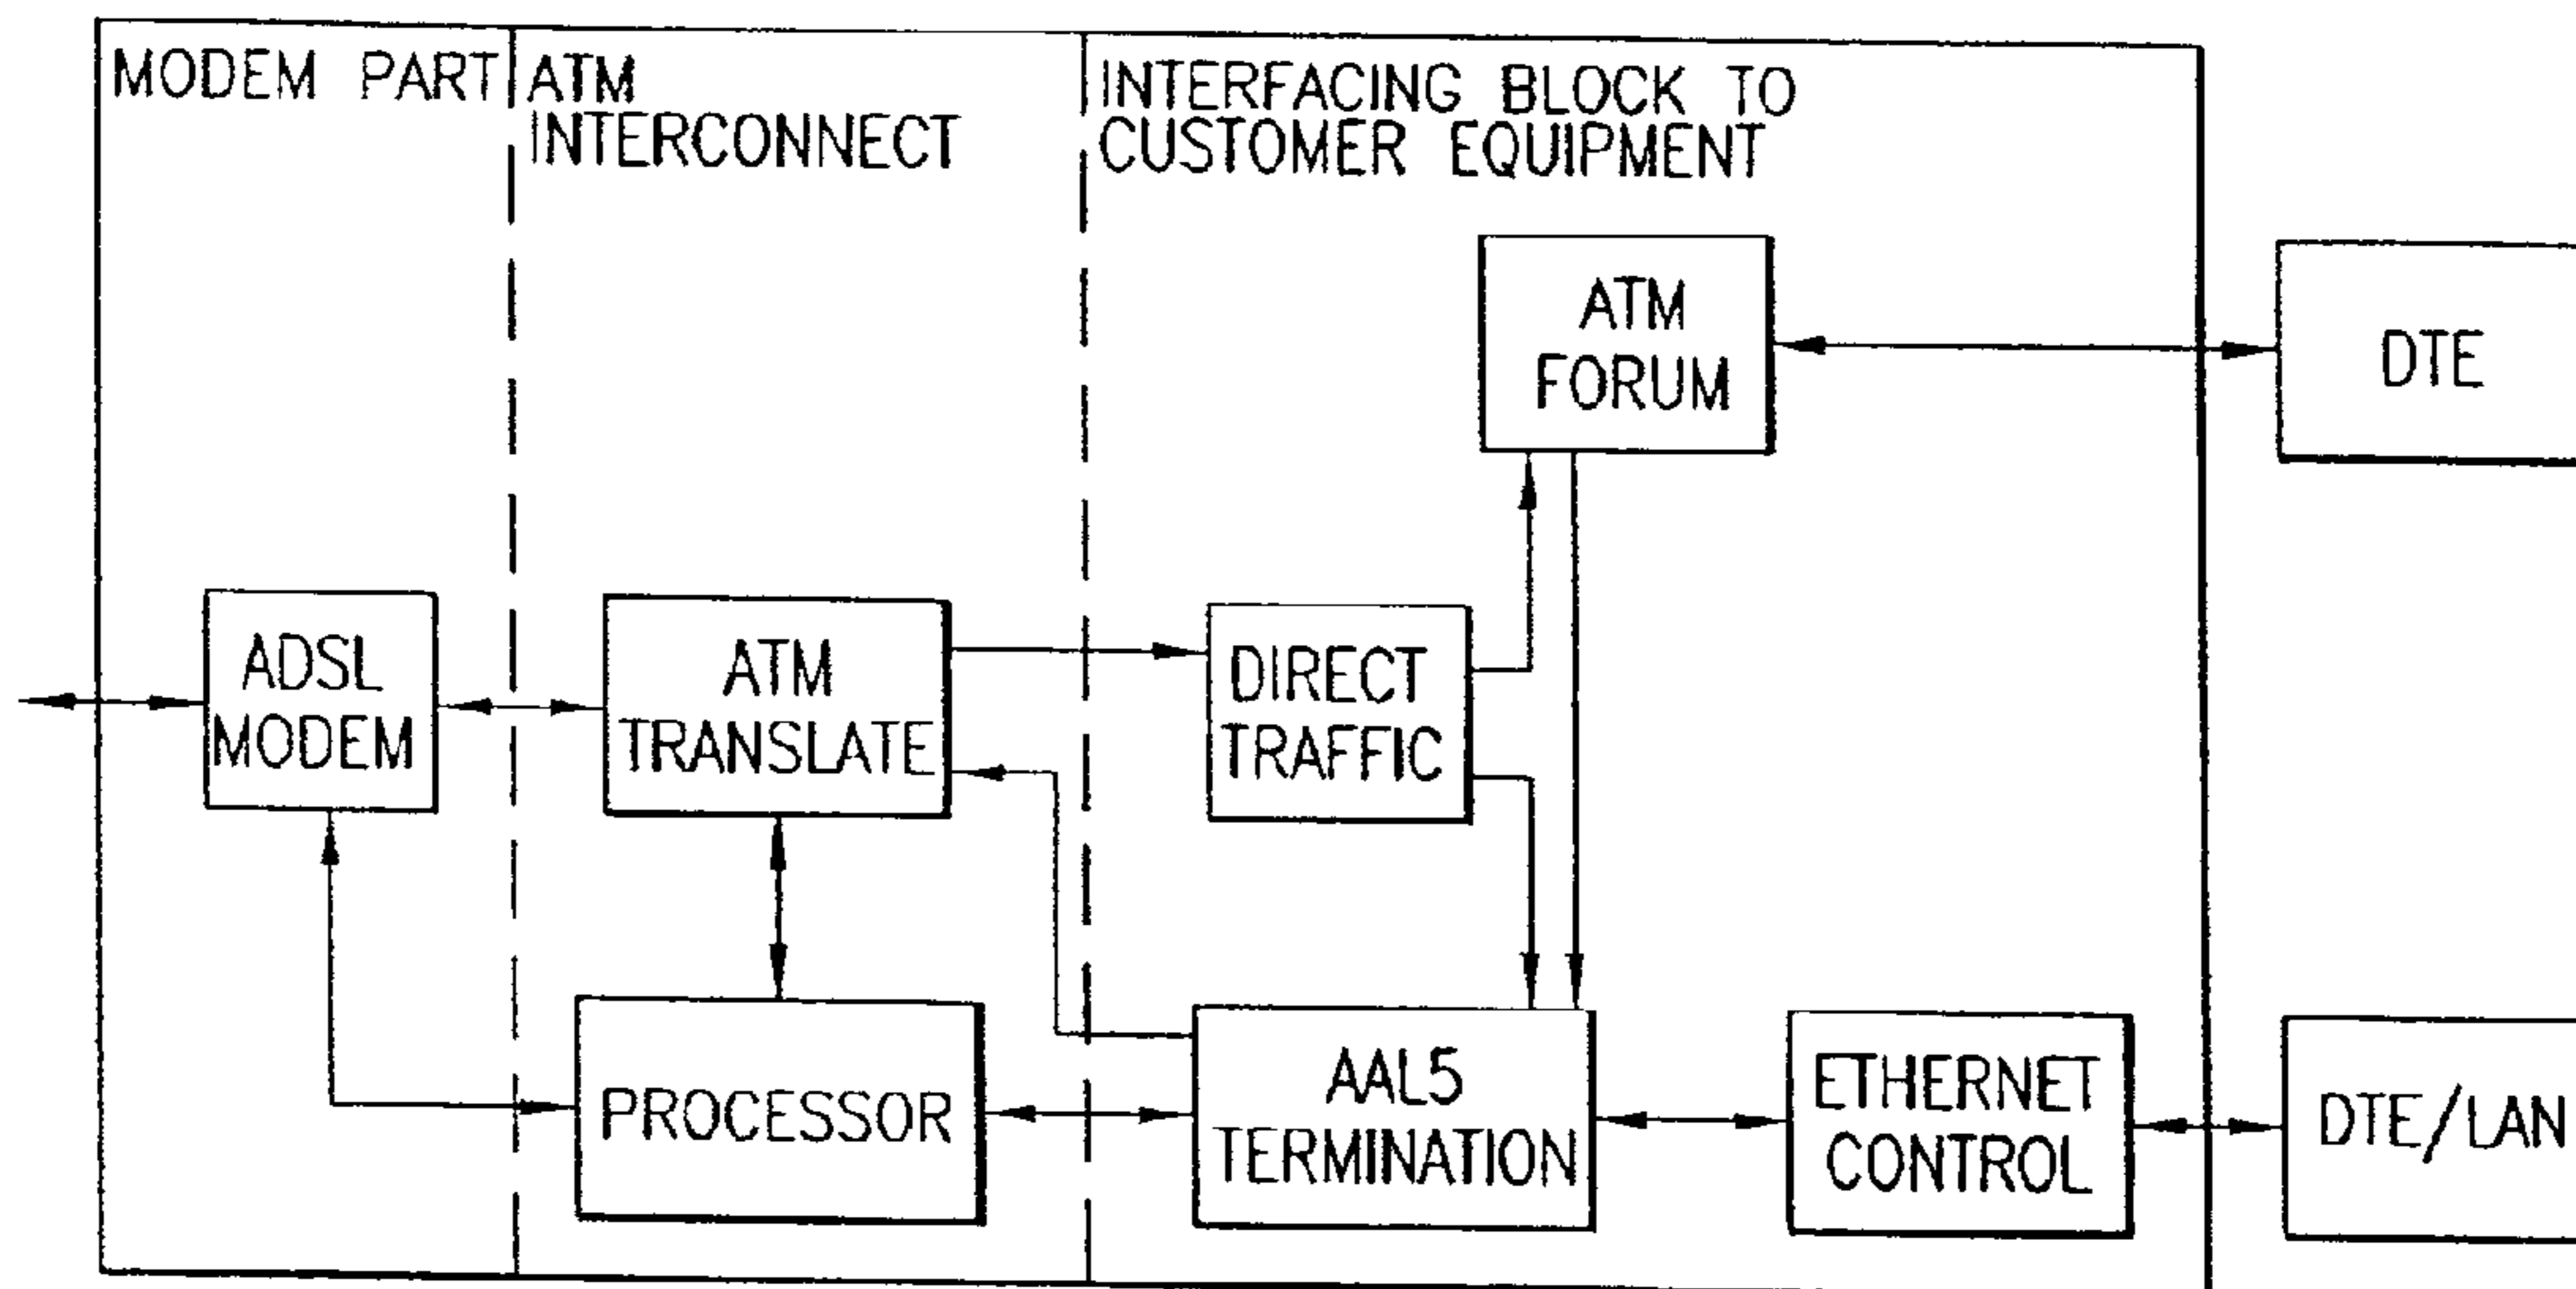 MODEM PART
ATM
INTERCONNECT
INTERFACING BLOCK TO
CUSTOMER EQUIPMENT
ATM
FORUM
DTE
ADSL
MODEM
ATM
TRANSLATE
DIRECT
TRAFFIC
PROCESSOR
AAL5
TERMINATION
ETHERNET
CONTROL
DTE/LAN